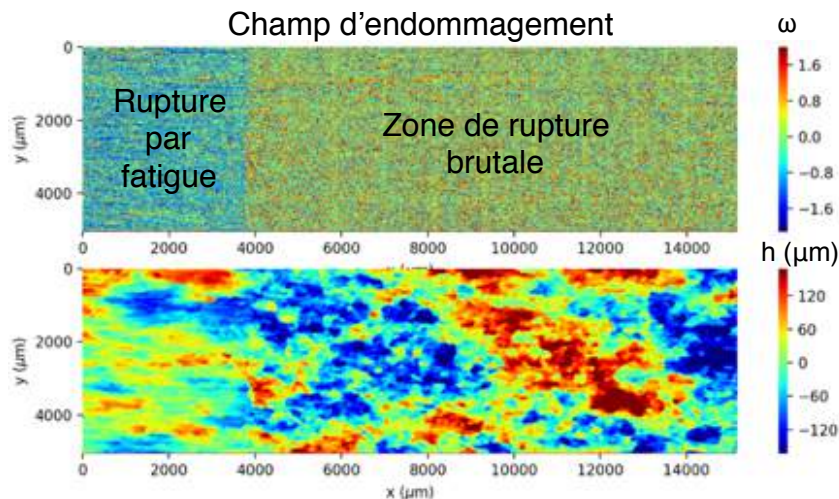 Champ d’endommagement
ω
0
2000
4000
y (µm)
Rupture
par
fatigue
Zone de rupture
brutale
1.6
0.8
0.0
−0.8
−1.6
0 2000 4000 6000 8000 10000 12000 14000
h (µm)
0
2000
4000
y (µm)
120
60
0
−60
−120
0 2000 4000 6000 8000 10000 12000 14000
x (µm)